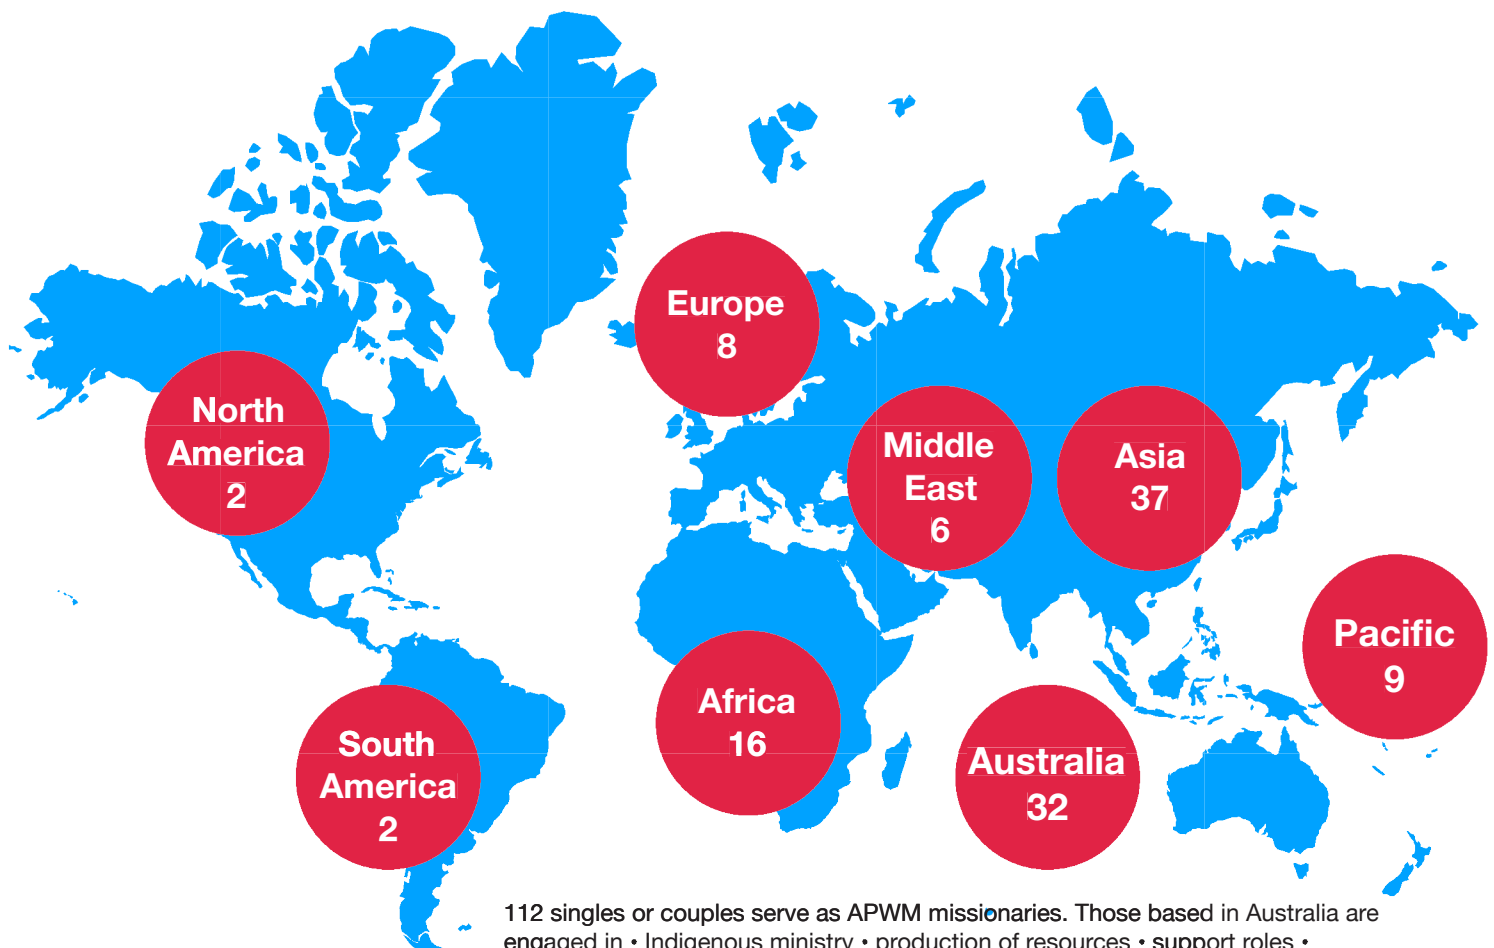 Europe
8
North
America
2
Middle
East
6
Asia
37
Pacific
9
Africa
16
South
America
2
Australia
32
112 singles or couples serve as APWM missionaries. Those based in Australia are
engaged in • Indigenous ministry • production of resources • support roles •